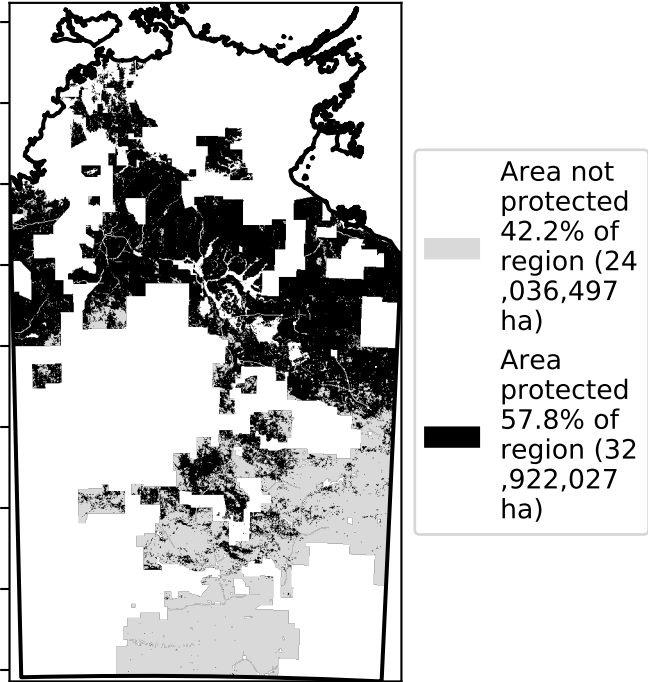 Area not
protected
42.2% of
region (24
,036,497
ha)
Area
protected
57.8% of
region (32
,922,027
ha)